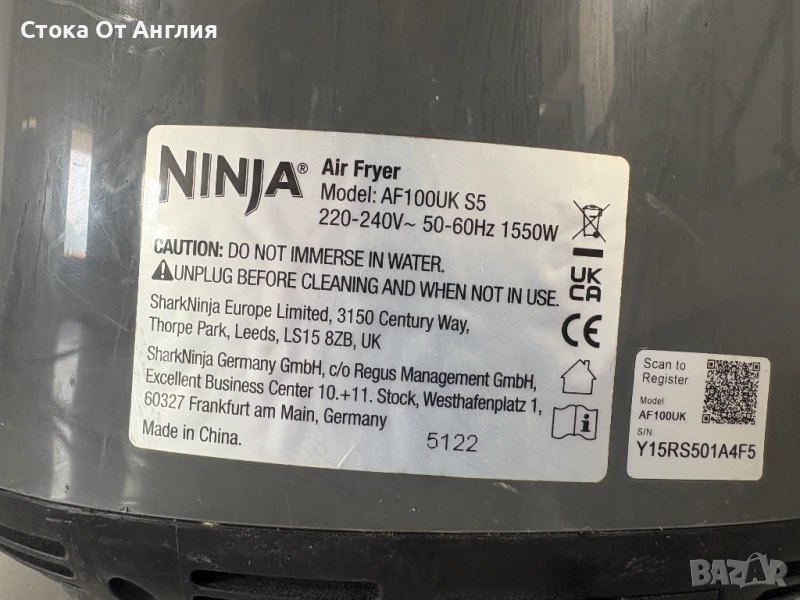 Стока От Англия
NINJA® Air Fryer
Model: AF100UK S5
220-240V~ 50-60Hz 1550W
CAUTION: DO NOT IMMERSE IN WATER.
UNPLUG BEFORE CLEANING AND WHEN NOT IN USE.
SharkNinja Europe Limited, 3150 Century Way,
Thorpe Park, Leeds, LS15 8ZB, UK
SharkNinja Germany GmbH, c/o Regus Management GmbH,
Excellent Business Center 10.+11. Stock, Westhafenplatz 1,
60327 Frankfurt am Main, Germany
Made in China.
5122
UK
CA
CE
Scan to
Register
Model
AF100UK
S/N.
Y15RS501A4F5
BAZAR